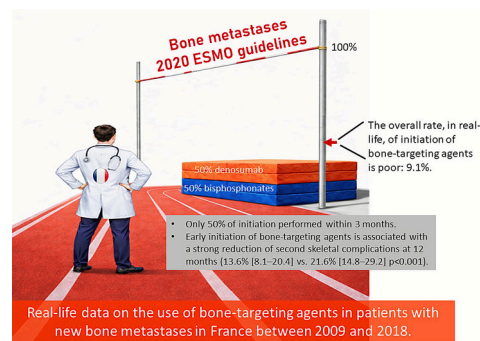 Bone metastases
2020 ESMO guidelines
100%
The overall rate, in real-
life, of initiation of
bone-targeting agents
is poor: 9.1%.
50% denosumab
50% bisphosphonates
• Only 50% of initiation performed within 3 months.
• Early initiation of bone-targeting agents is associated with
a strong reduction of second skeletal complications at 12
months (13.6% [8.1–20.4] vs. 21.6% [14.8–29.2] p<0.001).
Real-life data on the use of bone-targeting agents in patients with
new bone metastases in France between 2009 and 2018.